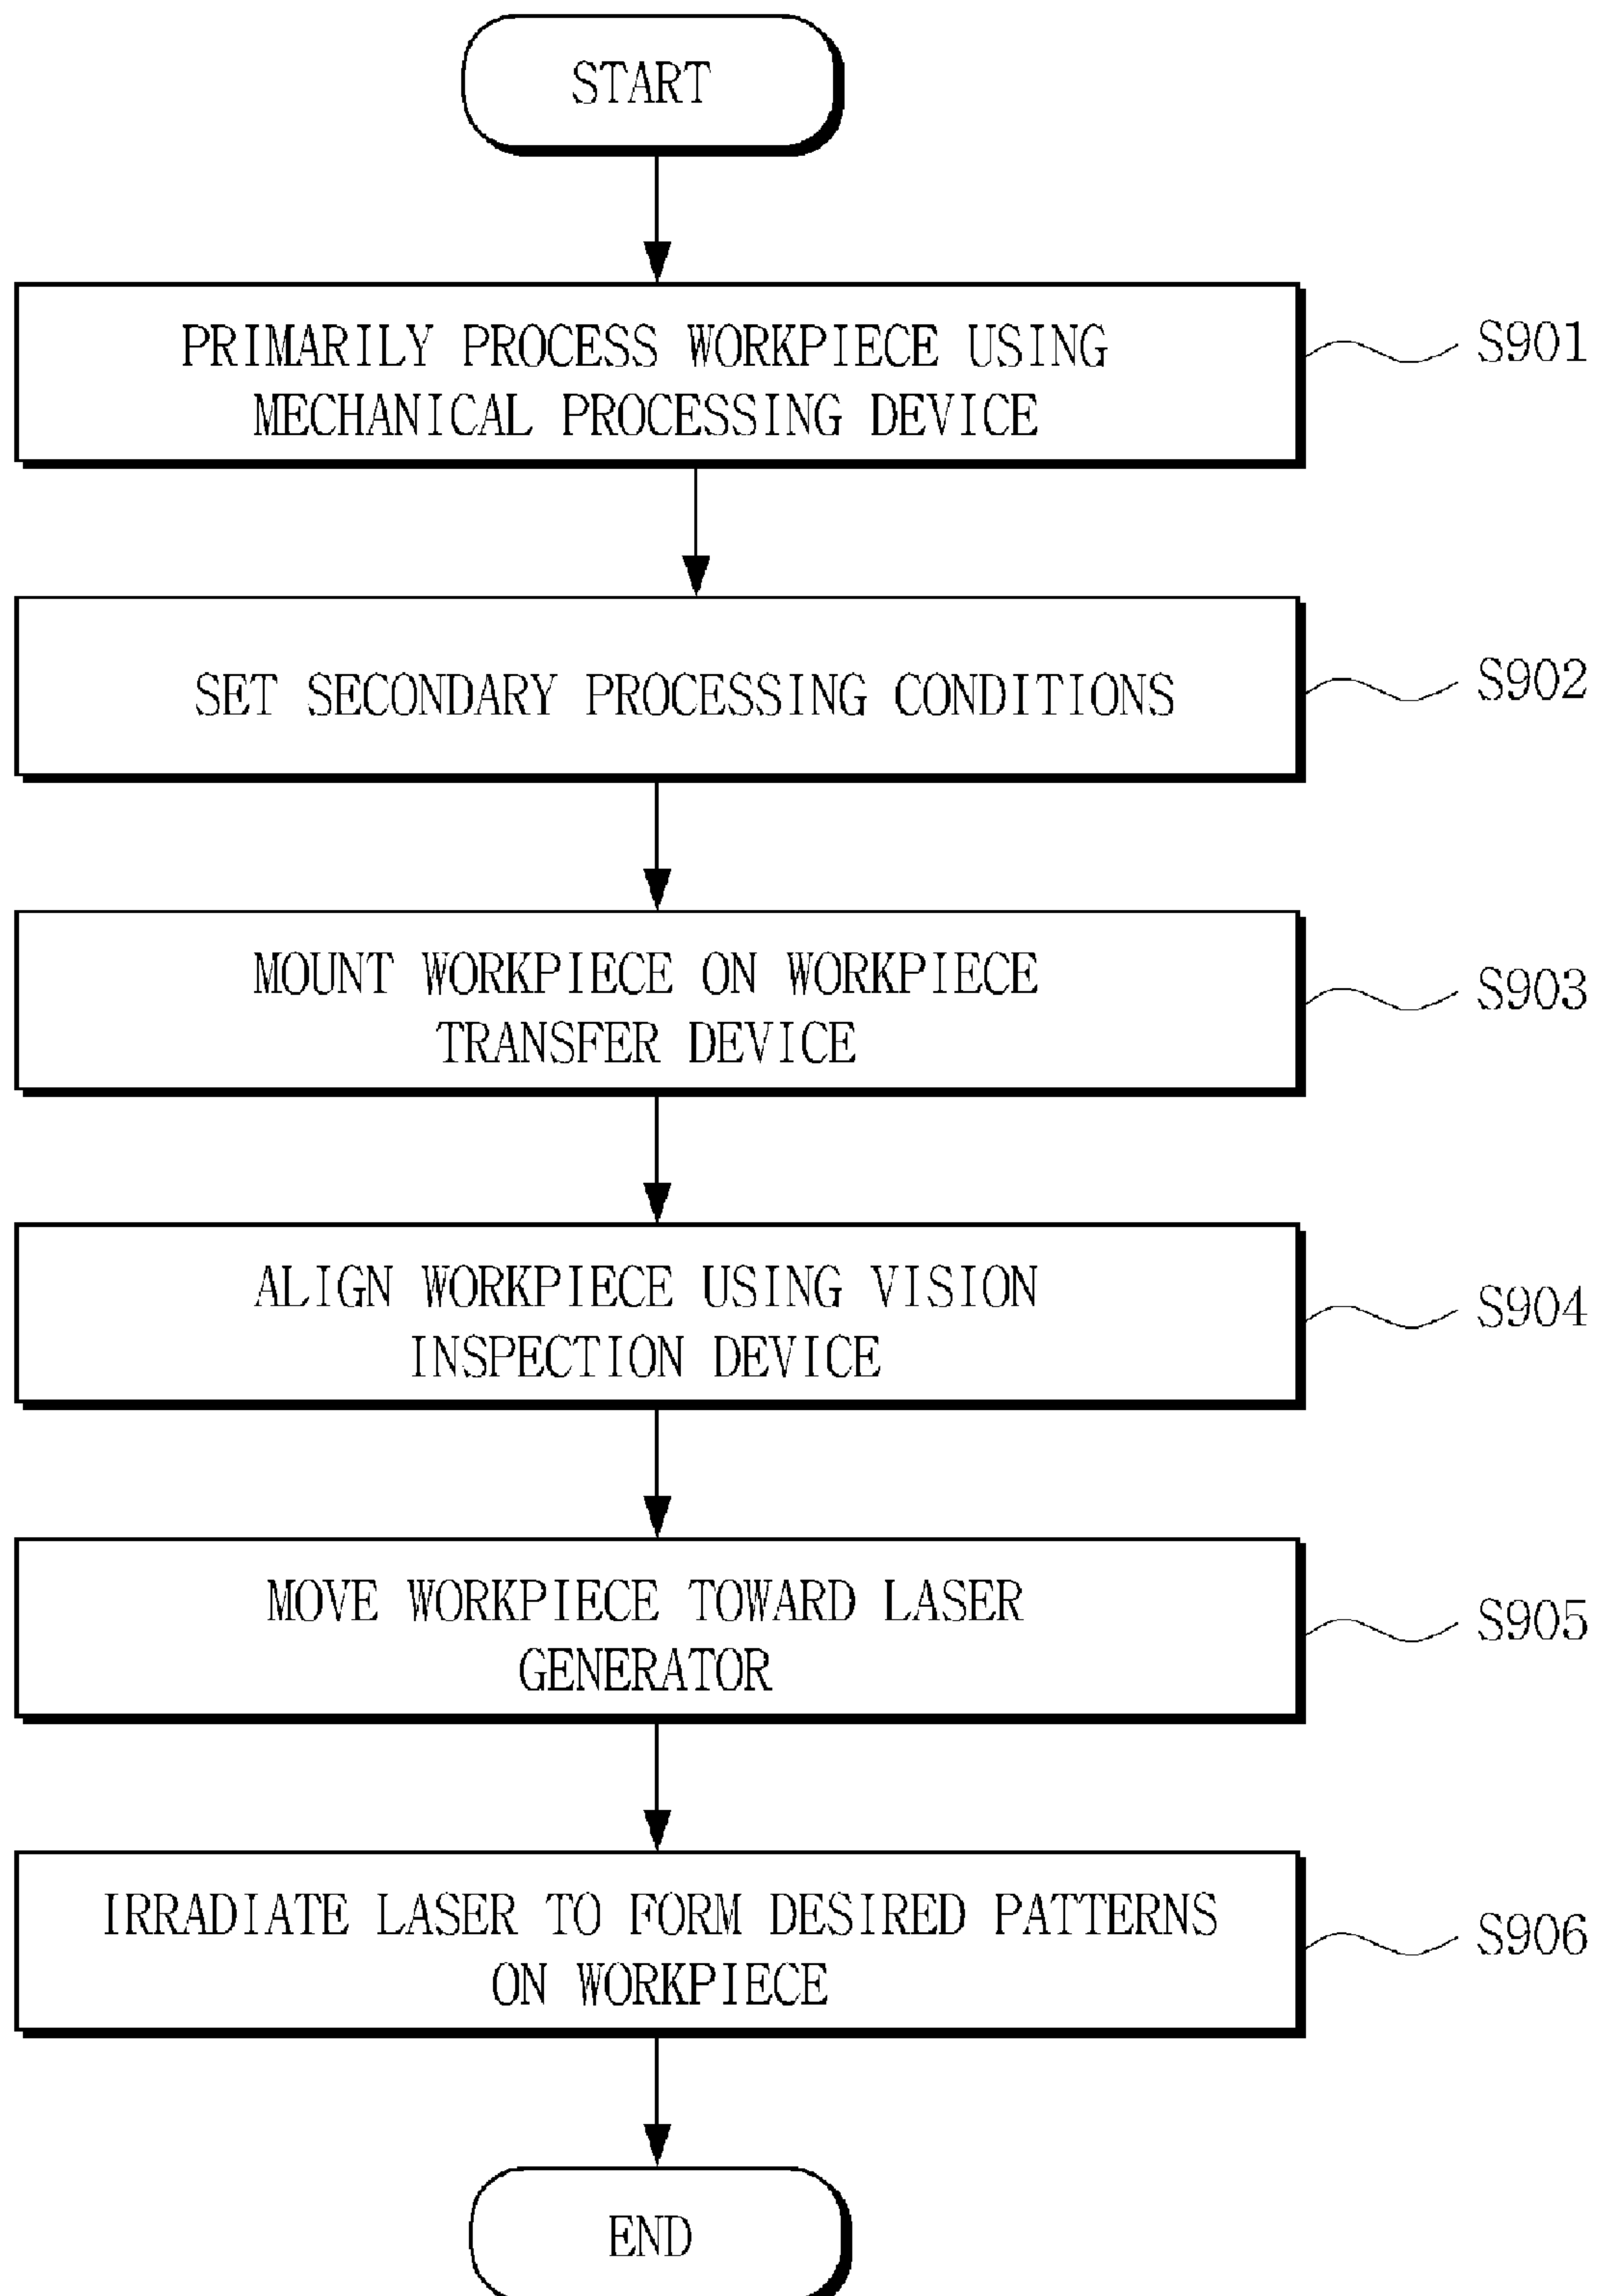 START
PRIMARILY PROCESS WORKPIECE USING
MECHANICAL PROCESSING DEVICE
S901
SET SECONDARY PROCESSING CONDITIONS
S902
MOUNT WORKPIECE ON WORKPIECE
TRANSFER DEVICE
S903
ALIGN WORKPIECE USING VISION
INSPECTION DEVICE
S904
MOVE WORKPIECE TOWARD LASER
GENERATOR
S905
IRRADIATE LASER TO FORM DESIRED PATTERNS
ON WORKPIECE
S906
END